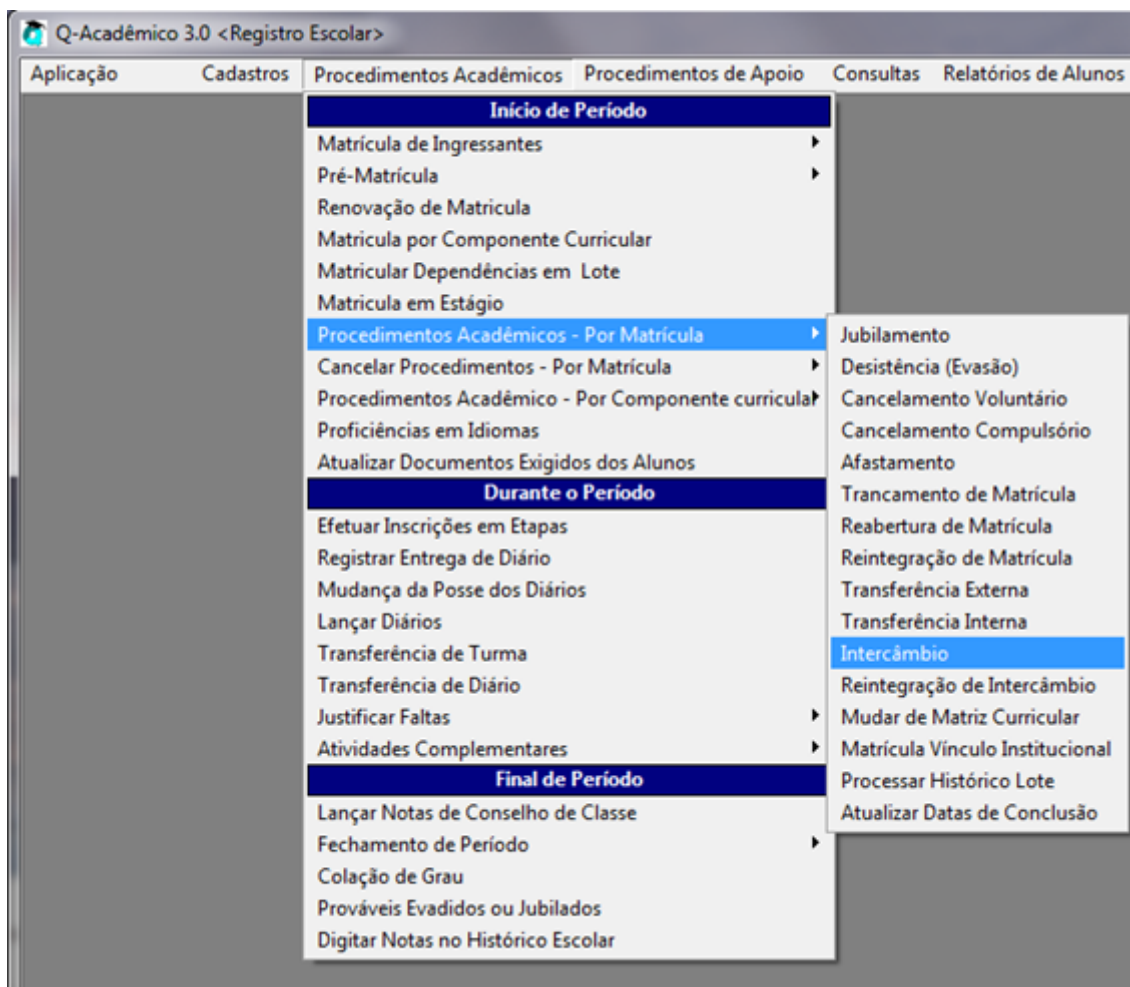 Q-Acadêmico 3.0 <Registro Escolar>
Aplicação Cadastros Procedimentos Acadêmicos Procedimentos de Apoio Consultas Relatórios de Alunos
Início de Período
Matrícula de Ingressantes
Pré-Matrícula
Renovação de Matricula
Matricula por Componente Curricular
Matricular Dependências em Lote
Matricula em Estágio
Procedimentos Acadêmicos - Por Matrícula
Cancelar Procedimentos - Por Matrícula
Procedimentos Acadêmico - Por Componente curricular
Proficiências em Idiomas
Atualizar Documentos Exigidos dos Alunos
Durante o Período
Efetuar Inscrições em Etapas
Registrar Entrega de Diário
Mudança da Posse dos Diários
Lançar Diários
Transferência de Turma
Transferência de Diário
Justificar Faltas
Atividades Complementares
Final de Período
Lançar Notas de Conselho de Classe
Fechamento de Período
Colação de Grau
Prováveis Evadidos ou Jubilados
Digitar Notas no Histórico Escolar
Jubilamento
Desistência (Evasão)
Cancelamento Voluntário
Cancelamento Compulsório
Afastamento
Trancamento de Matrícula
Reabertura de Matrícula
Reintegração de Matrícula
Transferência Externa
Transferência Interna
Intercâmbio
Reintegração de Intercâmbio
Mudar de Matriz Curricular
Matrícula Vínculo Institucional
Processar Histórico Lote
Atualizar Datas de Conclusão